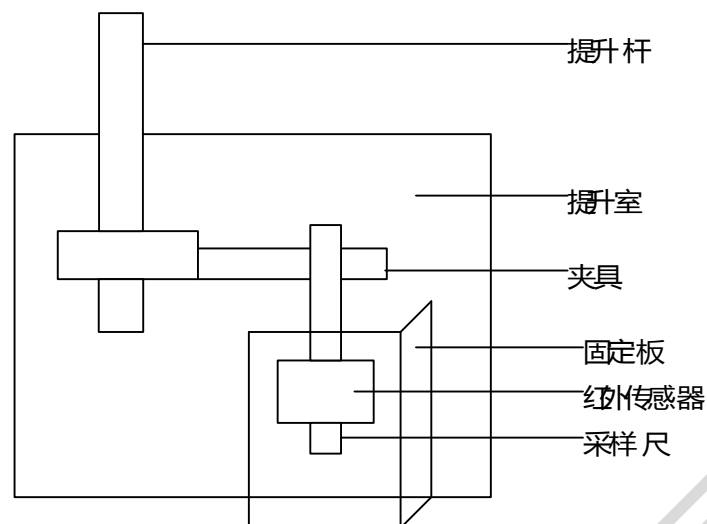 提升杆
提升室
夹具
固定板
红外传感器
采样尺